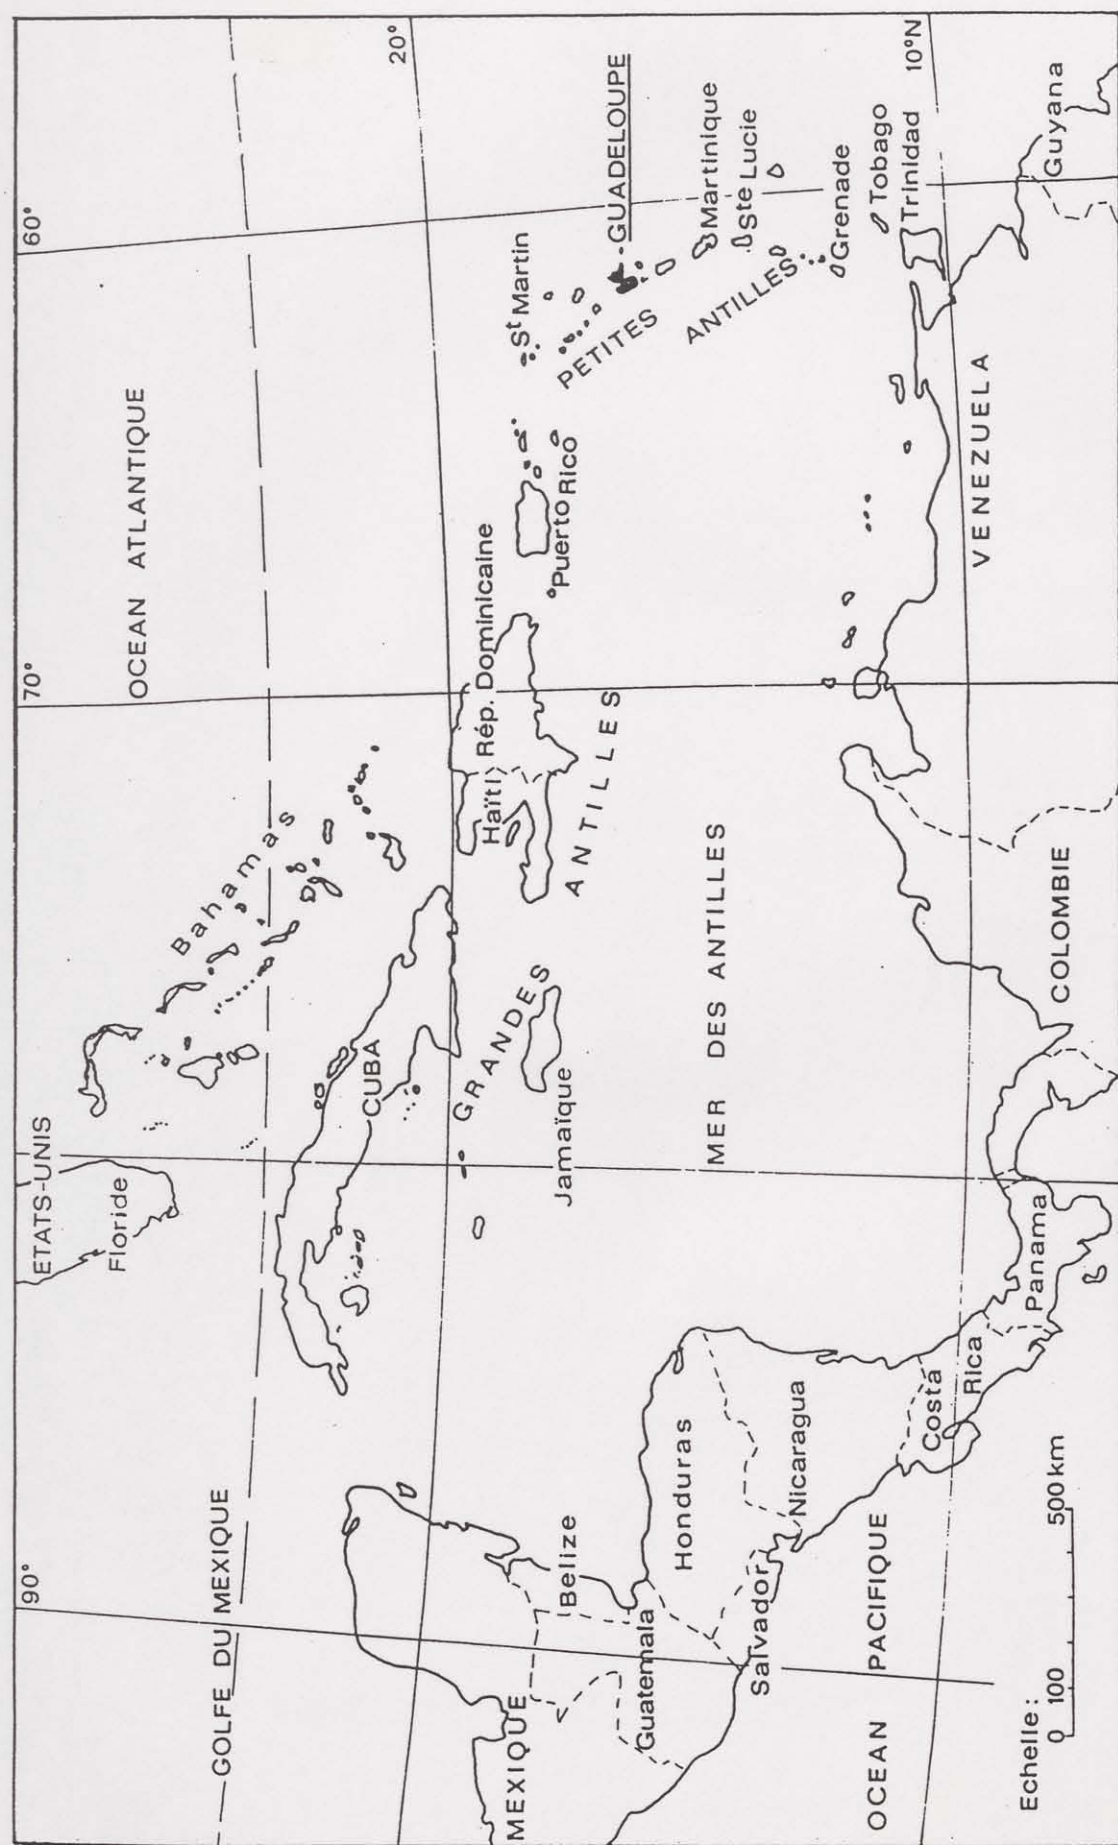 90°
70°
60°
ETATS-UNIS
Floride
OCEAN ATLANTIQUE
GOLFE DU MEXIQUE
Bahamas
20°
CUBA
MEXIQUE
Belize
GRANDES
ANTILLES
Jamaïque
Haïti
Rép. Dominicaine
Puerto Rico
St Martin
GUADELOUPE
PETITES
ANTILLES
Martinique
Ste Lucie
Grenade
Tobago
Trinidad
Guatemala
Honduras
Salvador
Nicaragua
MER DES ANTILLES
OCEAN PACIFIQUE
Costa
Rica
Panama
COLOMBIE
VENEZUELA
10°N
Guyana
Echelle :
0 100 500 km